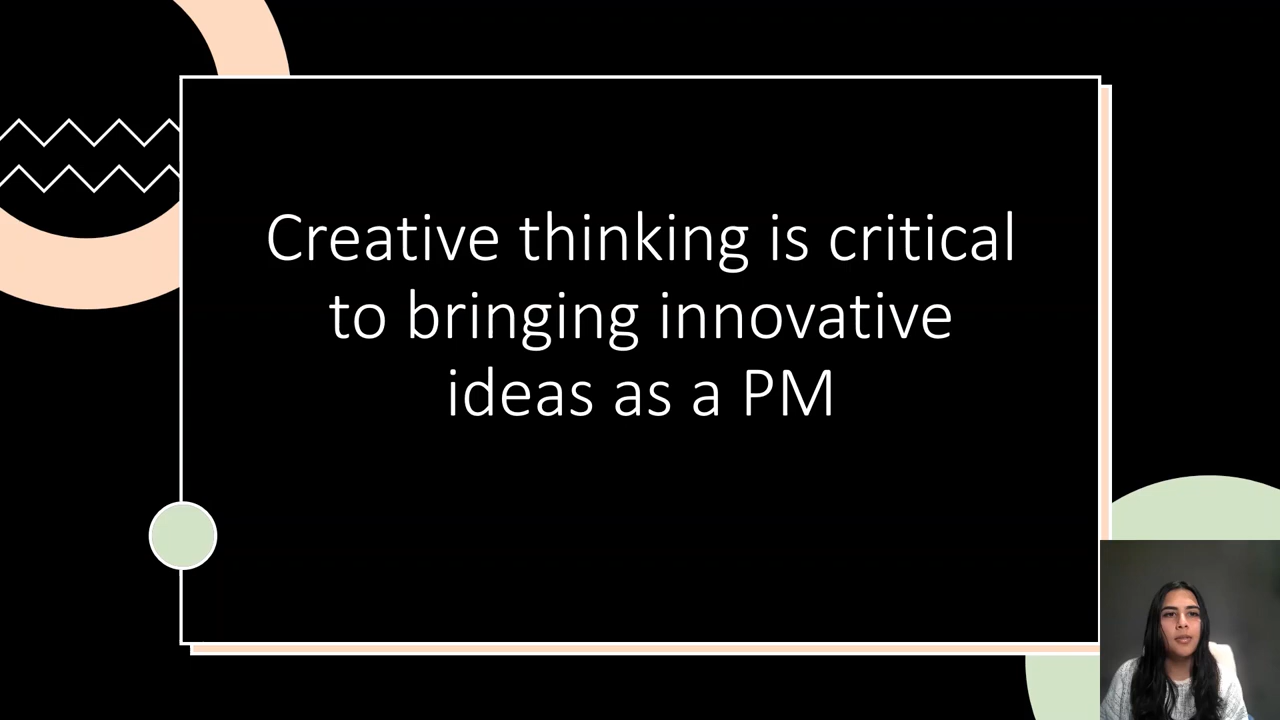 Creative thinking is critical
to bringing innovative
ideas as a PM